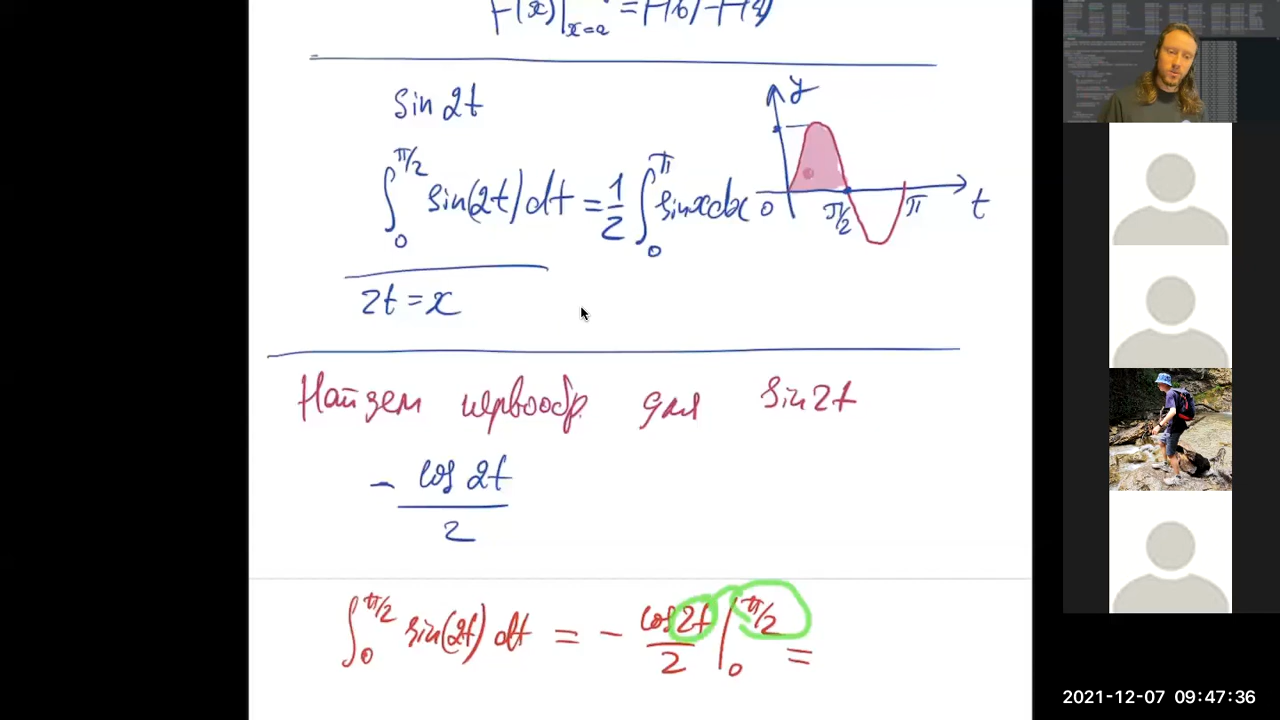 F(x)|x=a = F(b) - F(a)
sin 2t
y
∫₀^π/2 sin(2t) dt = 1/2 ∫₀^π sinx dx
0 π/2 π t
2t = x
Найдем первообр. для sin 2t
- cos 2t / 2
∫₀^π/2 sin(2t) dt = - cos 2t / 2 |₀^π/2 =
2021-12-07 09:47:36